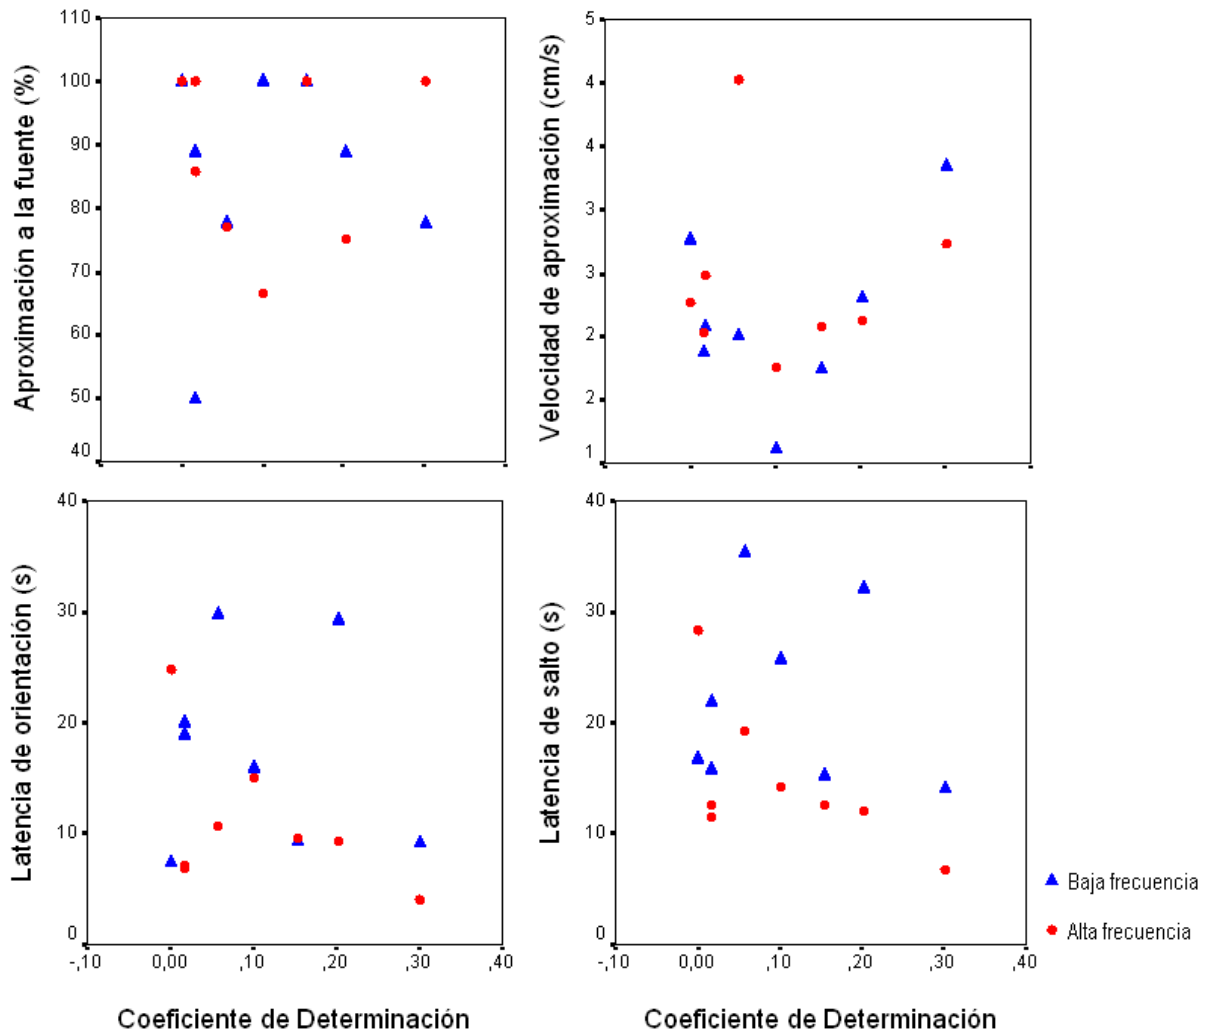 Aproximación a la fuente (%)
110
100
90
80
70
60
50
40
Velocidad de aproximación (cm/s)
5
4
4
3
3
2
2
1
Latencia de orientación (s)
40
30
20
10
0
-,10 0,00 ,10 ,20 ,30 ,40
Coeficiente de Determinación
Latencia de salto (s)
40
30
20
10
0
-,10 0,00 ,10 ,20 ,30 ,40
Coeficiente de Determinación
Baja frecuencia
Alta frecuencia